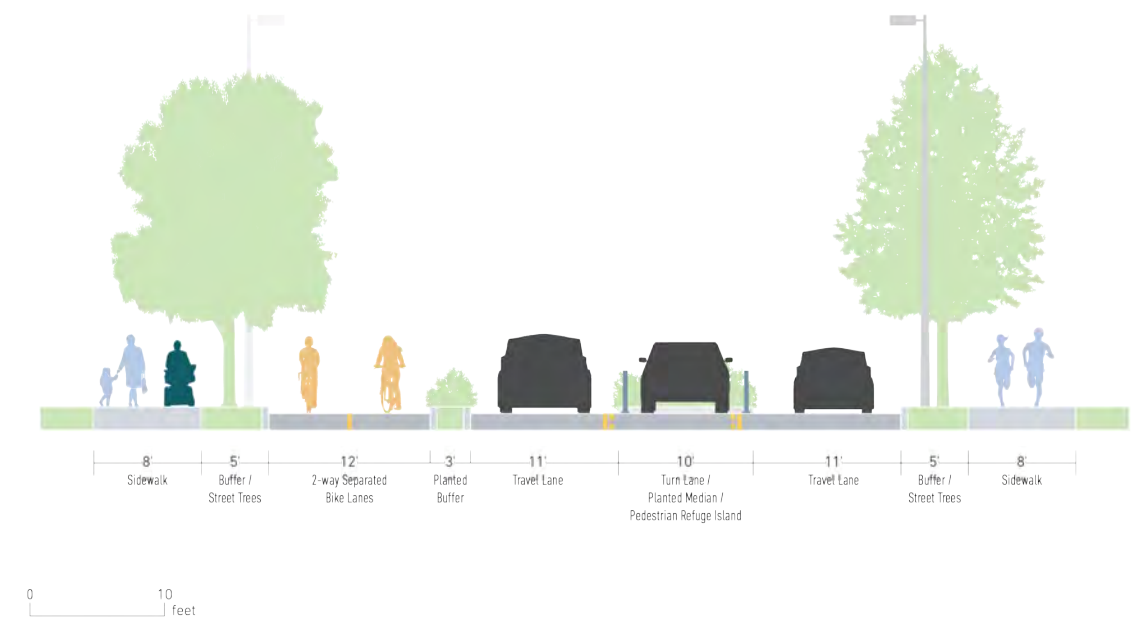 8' 5' 12' 3' 11' 10' 11' 5' 8'
Sidewalk Buffer / 2-way Separated Planted Travel Lane Turn Lane / Travel Lane Buffer / Sidewalk
Street Trees Bike Lanes Buffer Planted Median / Street Trees
Pedestrian Refuge Island
0 10
feet